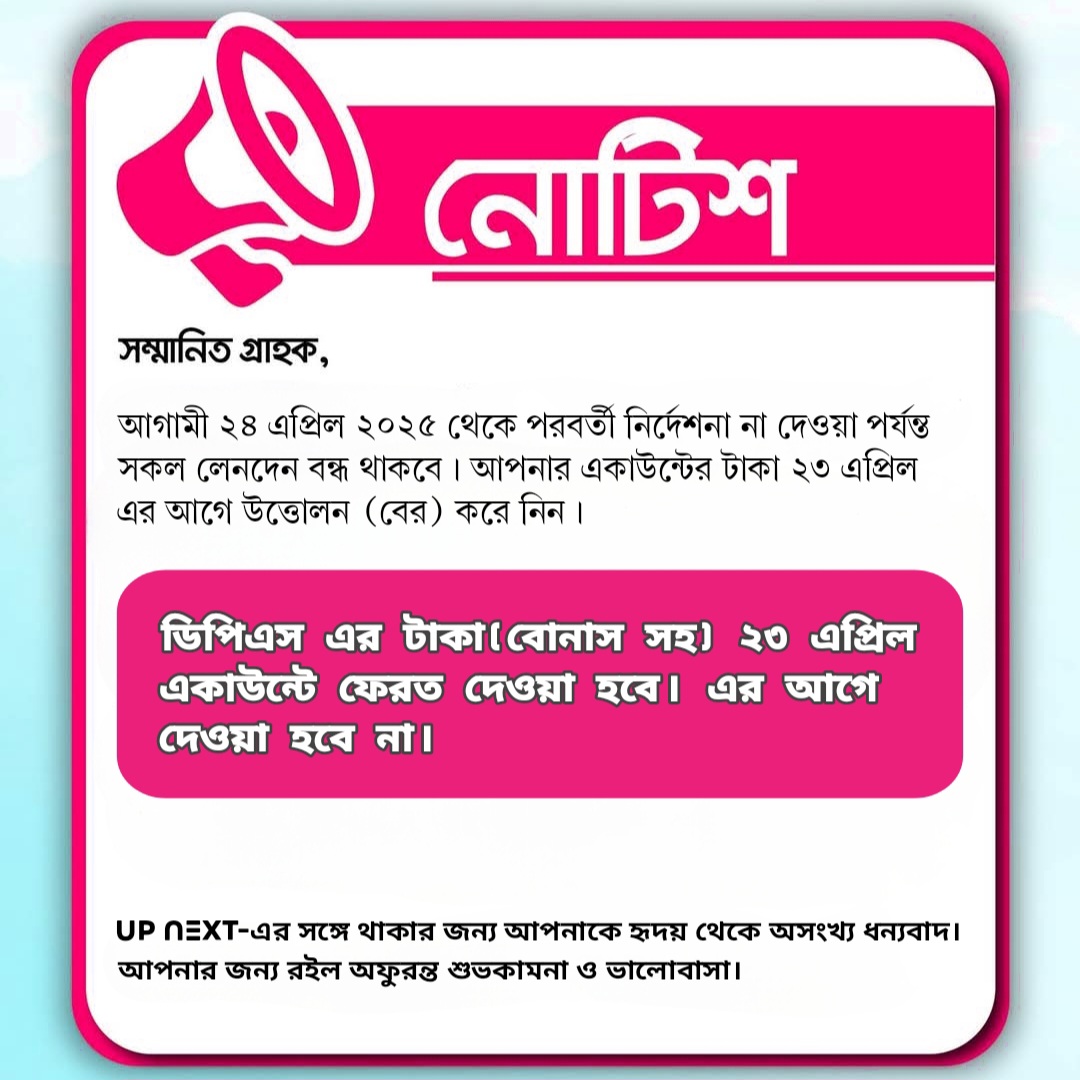 নোটিশ
সম্মানিত গ্রাহক,
আগামী ২৪ এপ্রিল ২০২৫ থেকে পরবর্তী নির্দেশনা না দেওয়া পর্যন্ত
সকল লেনদেন বন্ধ থাকবে। আপনার একাউন্টের টাকা ২৩ এপ্রিল
এর আগে উত্তোলন (বের) করে নিন।
ডিপিএস এর টাকা(বোনাস সহ) ২৩ এপ্রিল
একাউন্টে ফেরত দেওয়া হবে। এর আগে
দেওয়া হবে না।
UP NEXT-এর সঙ্গে থাকার জন্য আপনাকে হৃদয় থেকে অসংখ্য ধন্যবাদ।
আপনার জন্য রইল অফুরন্ত শুভকামনা ও ভালোবাসা।